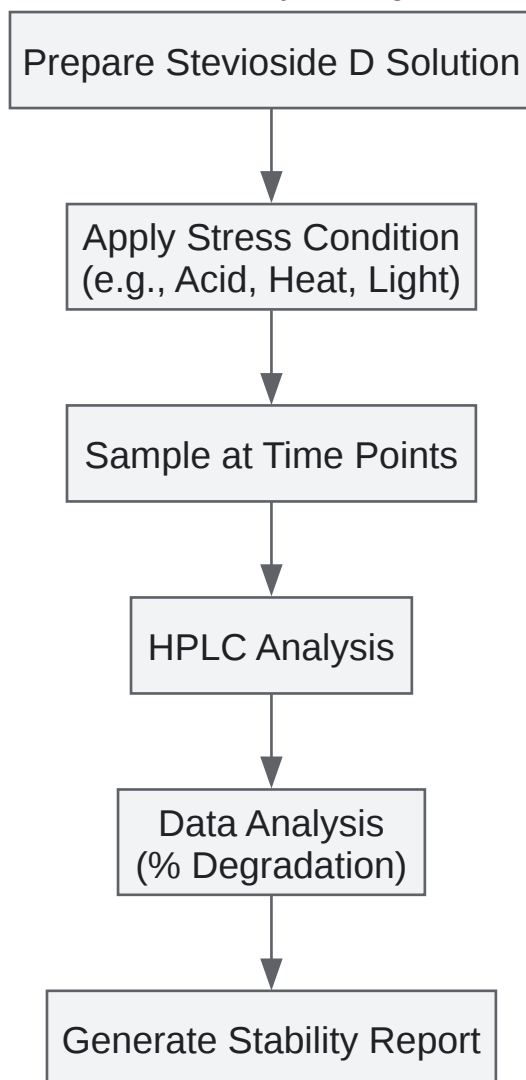 Prepare Stevioside D Solution
Apply Stress Condition
(e.g., Acid, Heat, Light)
Sample at Time Points
HPLC Analysis
Data Analysis
(% Degradation)
Generate Stability Report